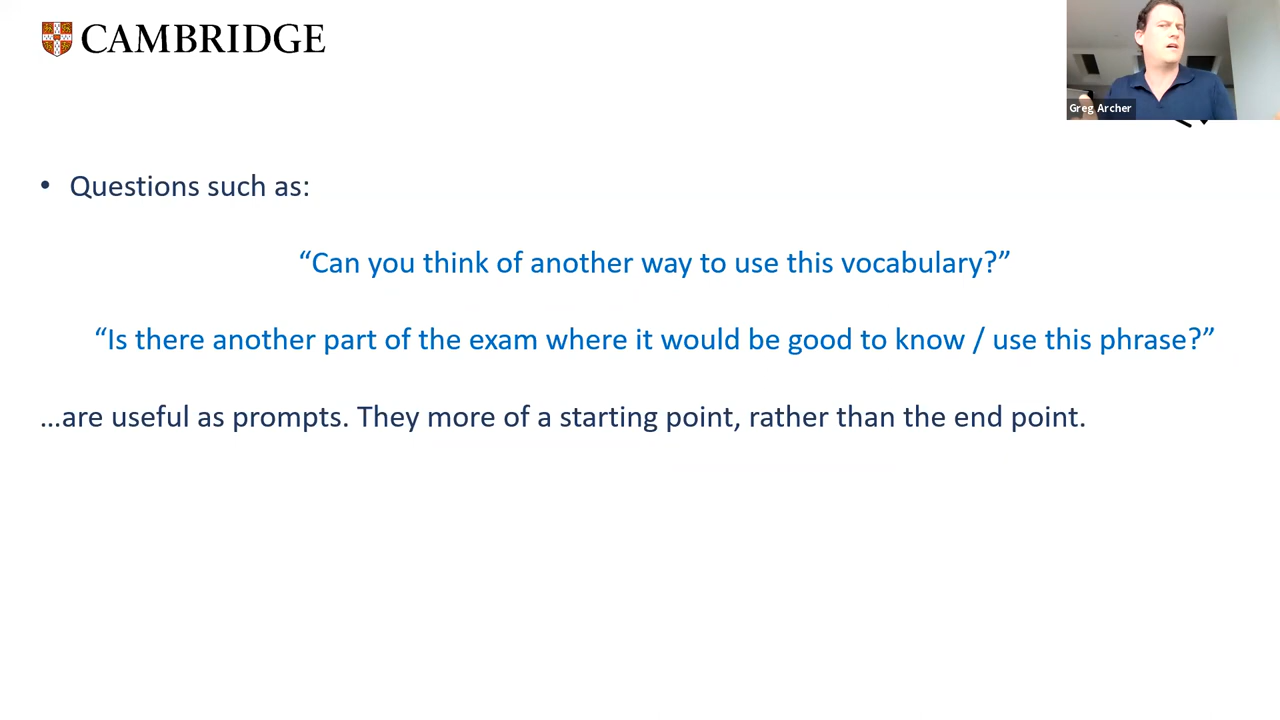 CAMBRIDGE
Greg Archer
• Questions such as:
“Can you think of another way to use this vocabulary?”
“Is there another part of the exam where it would be good to know / use this phrase?”
…are useful as prompts. They more of a starting point, rather than the end point.